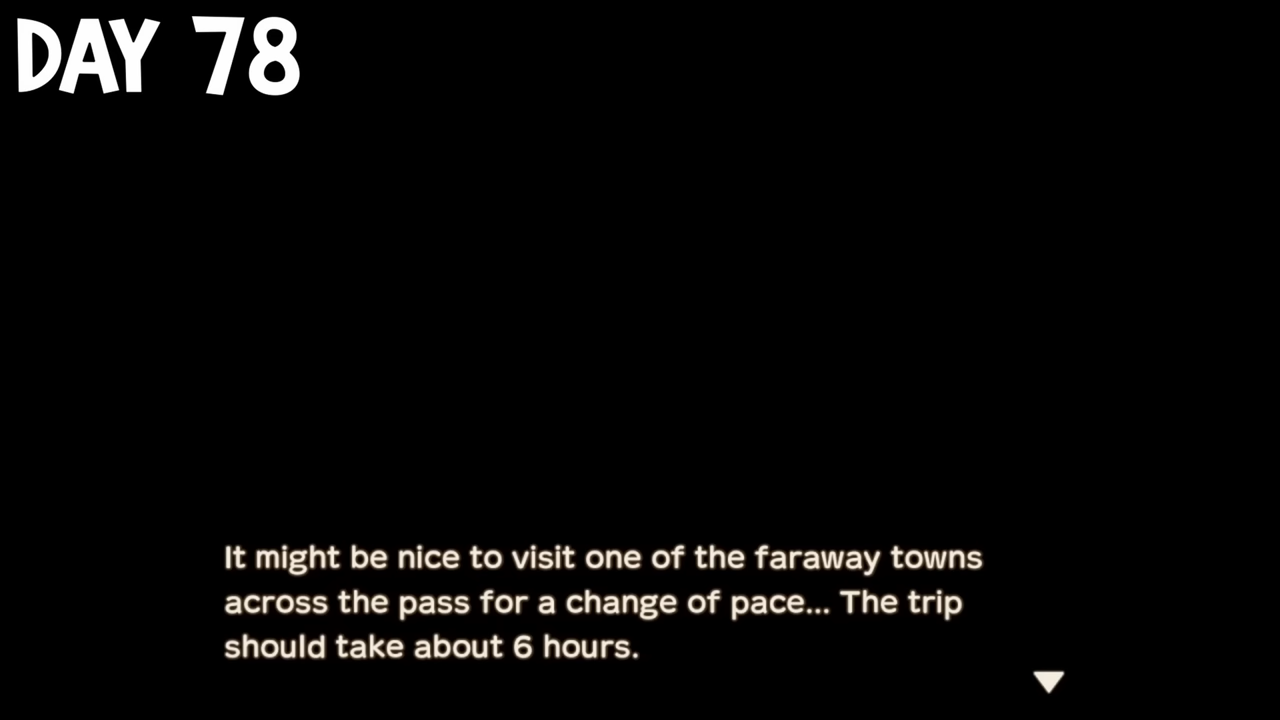 DAY 78
It might be nice to visit one of the faraway towns
across the pass for a change of pace... The trip
should take about 6 hours.